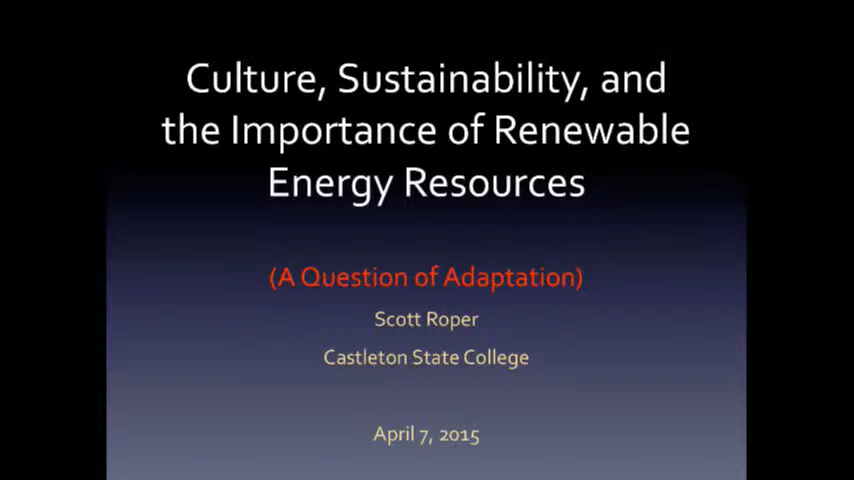 Culture, Sustainability, and
the Importance of Renewable
Energy Resources
(A Question of Adaptation)
Scott Roper
Castleton State College
April 7, 2015